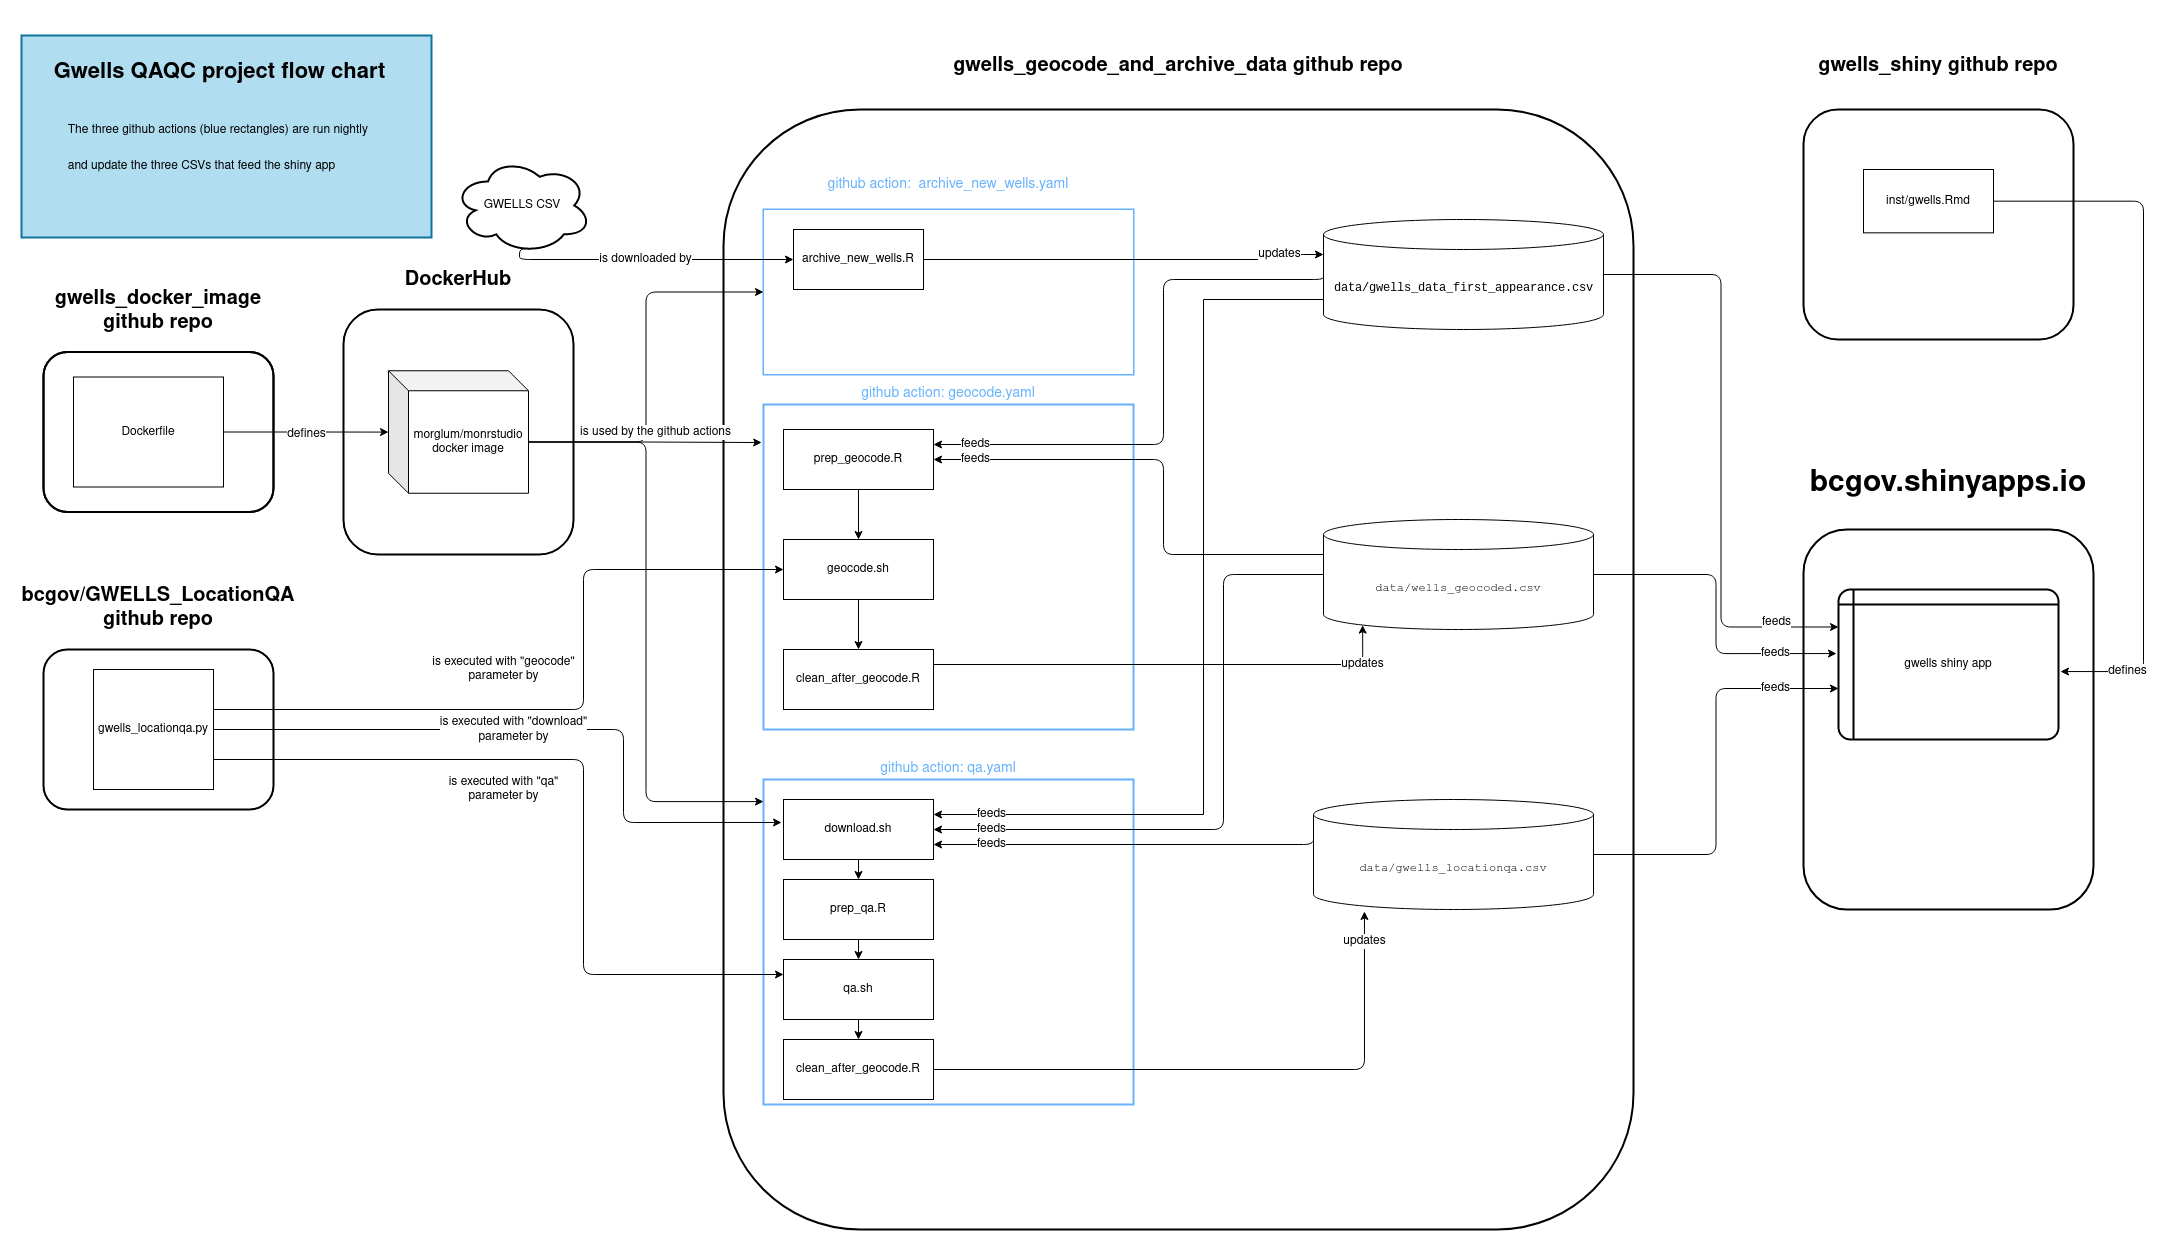 Gwells QAQC project flow chart
The three github actions (blue rectangles) are run nightly
and update the three CSVs that feed the shiny app
GWELLS CSV
is downloaded by
gwells_docker_image
github repo
Dockerfile
defines
DockerHub
morglum/monrstudio
docker image
is used by the github actions
bcgov/GWELLS_LocationQA
github repo
gwells_locationqa.py
is executed with "geocode"
parameter by
is executed with "download"
parameter by
is executed with "qa"
parameter by
gwells_geocode_and_archive_data github repo
github action:  archive_new_wells.yaml
archive_new_wells.R
updates
data/gwells_data_first_appearance.csv
github action: geocode.yaml
prep_geocode.R
feeds
feeds
geocode.sh
clean_after_geocode.R
updates
data/wells_geocoded.csv
github action: qa.yaml
download.sh
feeds
feeds
feeds
prep_qa.R
qa.sh
clean_after_geocode.R
updates
data/gwells_locationqa.csv
gwells_shiny github repo
inst/gwells.Rmd
bcgov.shinyapps.io
feeds
feeds
feeds
gwells shiny app
defines